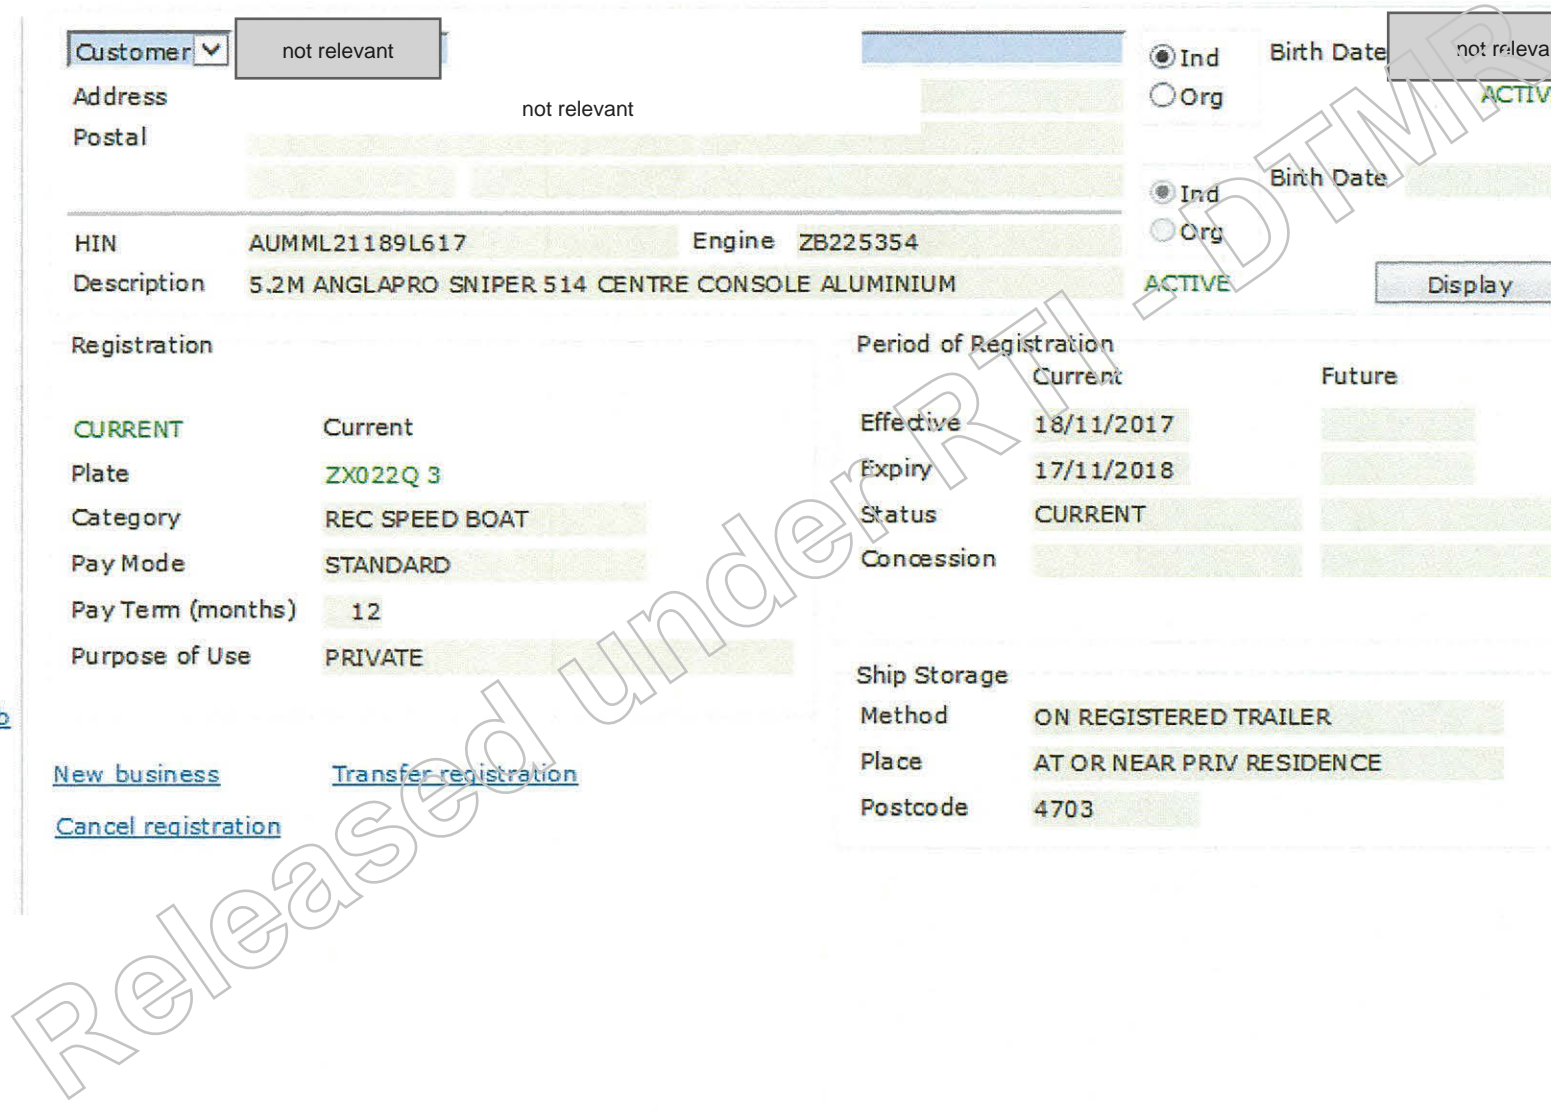 Customer not relevant Ind Birth Date not releva
Address not relevant Org ACTIV
Postal
Ind Birth Date
HIN AUMML21189L617 Engine ZB225354 Org
Description 5.2M ANGLAPRO SNIPER 514 CENTRE CONSOLE ALUMINIUM ACTIVE Display
Registration Period of Registration
Current Future
CURRENT Current Effective 18/11/2017
Plate ZX022Q 3 Expiry 17/11/2018
Category REC SPEED BOAT Status CURRENT
Pay Mode STANDARD Concession
Pay Term (months) 12
Purpose of Use PRIVATE
Ship Storage
Method ON REGISTERED TRAILER
Place AT OR NEAR PRIV RESIDENCE
New business Transfer registration
Postcode 4703
Cancel registration
Released under RTI - DTMR